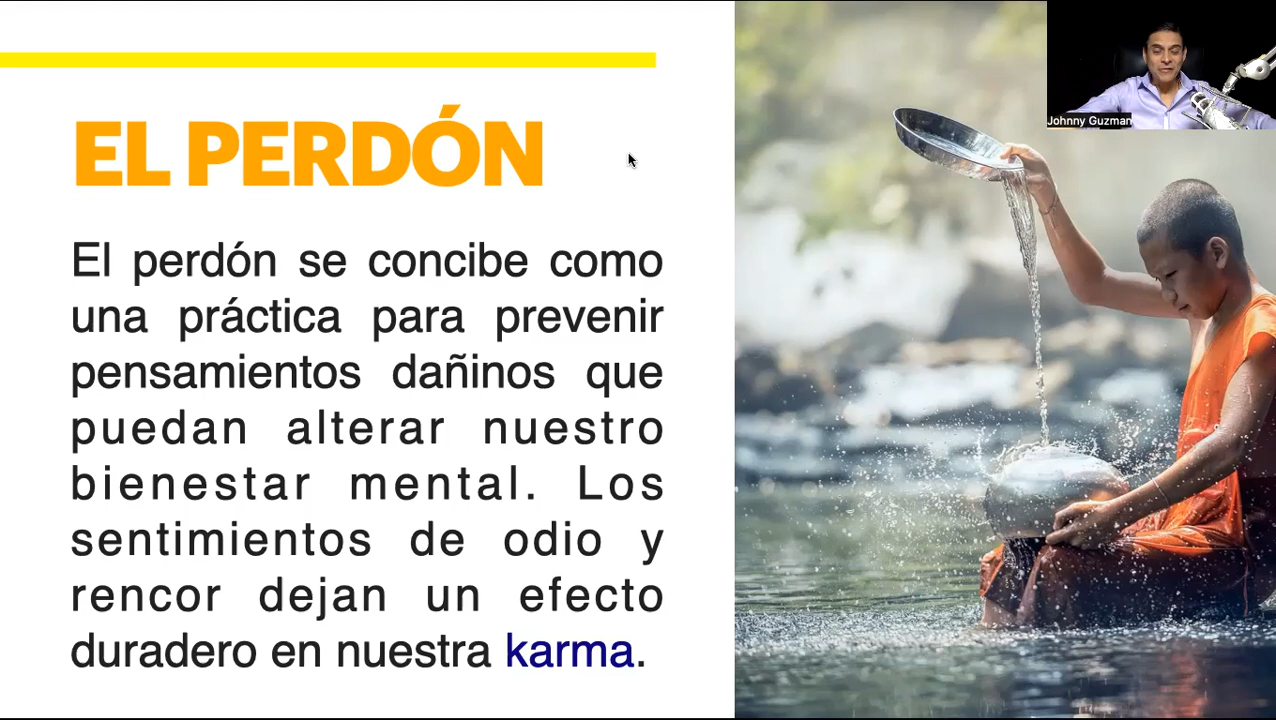 EL PERDÓN
El perdón se concibe como
una práctica para prevenir
pensamientos dañinos que
puedan alterar nuestro
bienestar mental. Los
sentimientos de odio y
rencor dejan un efecto
duradero en nuestra karma.
Johnny Guzman